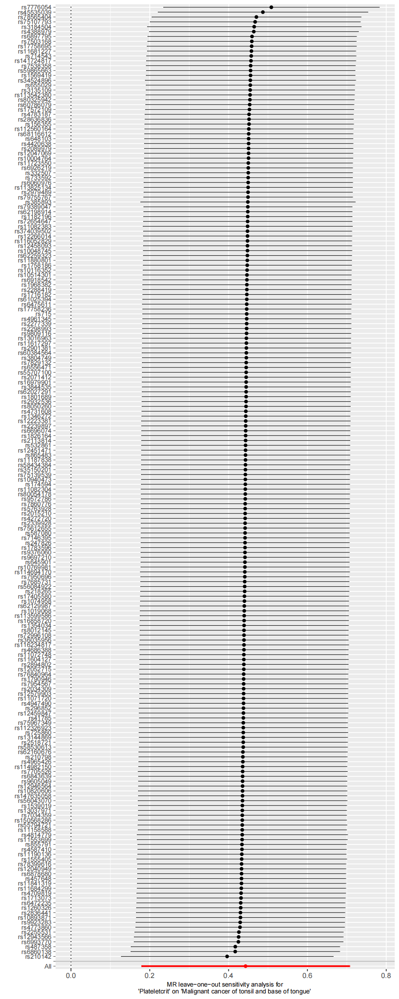 rs7776054
rs45535039
rs78565404
rs75107793
rs3184504
rs4388979
rs6897795
rs7503168
rs17758695
rs11681227
rs714543
rs141724817
rs7538358
rs59865663
rs1569419
rs34524896
rs655029
rs3135109
rs113542380
rs80325942
rs60786079
rs17572109
rs4783187
rs28636836
rs156355
rs112560164
rs68116612
rs648103
rs4420638
rs2089979
rs12047069
rs10004764
rs11723550
rs6926219
rs332507
rs733592
rs6060976
rs113825134
rs2979489
rs79755767
rs385893
rs79389047
rs62198914
rs1182196
rs72654647
rs11082383
rs374039502
rs12266014
rs116052829
rs12458093
rs10048745
rs62259323
rs11880801
rs1758186
rs10116352
rs10514301
rs6918542
rs1968382
rs2288419
rs1716182
rs61025394
rs6475611
rs17758236
rs715
rs4961345
rs2277339
rs2298993
rs9809116
rs13016963
rs11617297
rs2901381
rs60384564
rs3804749
rs7829132
rs6556471
rs55707100
rs2071412
rs16979901
rs3844535
rs62027291
rs1801689
rs2932536
rs8050260
rs4731608
rs1346272
rs12223381
rs2239897
rs6696074
rs1826164
rs2113814
rs532861
rs12451471
rs865483
rs11187838
rs58434384
rs35150201
rs75139539
rs10940473
rs174594
rs11082304
rs80054178
rs9572786
rs7860776
rs5763928
rs2015210
rs4272720
rs2339928
rs75612655
rs587080
rs7146395
rs247826
rs1783596
rs9376060
rs9697210
rs645901
rs10769981
rs114694170
rs7950696
rs7685731
rs56084922
rs218265
rs17405580
rs1074958
rs62129987
rs1019068
rs113599586
rs16858720
rs1354034
rs8012145
rs72996108
rs36035956
rs116234817
rs4686388
rs11072748
rs11604127
rs2894802
rs12052715
rs76840964
rs1790946
rs7954567
rs2034309
rs12579903
rs11071720
rs4947490
rs296852
rs12459847
rs41785
rs75967349
rs112326923
rs725860
rs13144869
rs2518721
rs58530613
rs62160676
rs210798
rs4965426
rs114982150
rs7705526
rs6843639
rs9605049
rs12946564
rs10820606
rs147635058
rs56043070
rs1539019
rs13037971
rs7034359
rs150568286
rs55794721
rs11158588
rs4814779
rs11553699
rs855791
rs4587410
rs11190136
rs1555405
rs78399616
rs12040949
rs6878680
rs457648
rs11841319
rs11684299
rs4709819
rs1713073
rs6472235
rs1260326
rs2836441
rs10893871
rs9923283
rs4773860
rs2255531
rs12943566
rs6993770
rs487358
rs6860138
rs210142
All
0.0 0.2 0.4 0.6 0.8
MR leave−one−out sensitivity analysis for
'Plateletcrit' on 'Malignant cancer of tonsil and base of tongue'